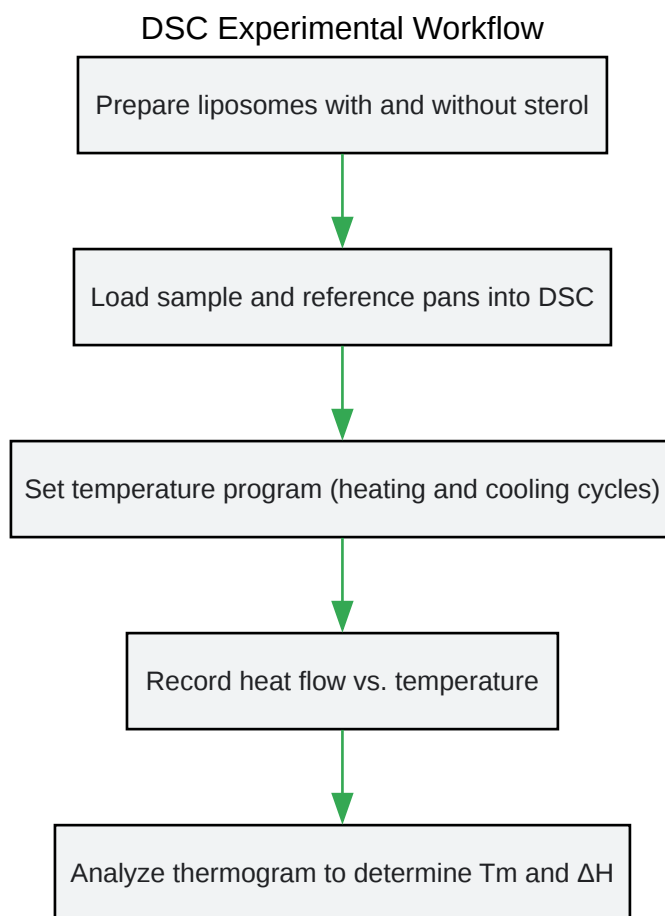 DSC Experimental Workflow
Prepare liposomes with and without sterol
Load sample and reference pans into DSC
Set temperature program (heating and cooling cycles)
Record heat flow vs. temperature
Analyze thermogram to determine Tm and ΔH